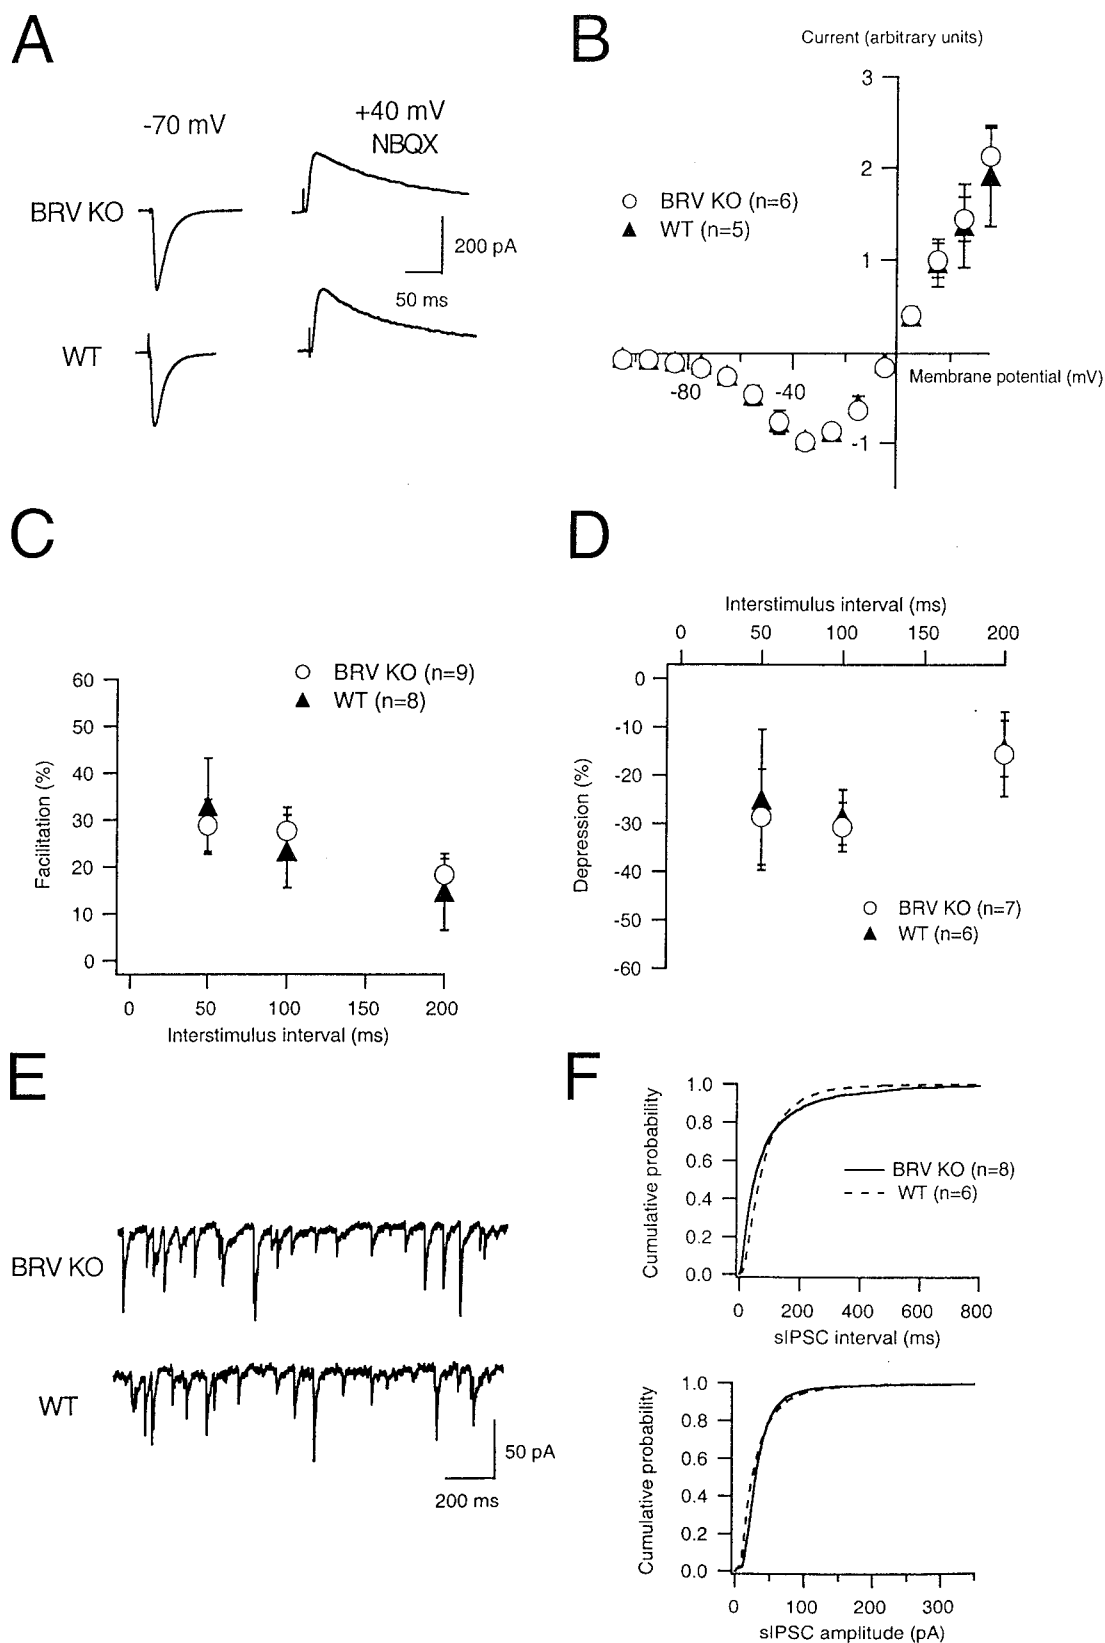 A
-70 mV
+40 mV
NBQX
BRV KO
200 pA
50 ms
WT
B
Current (arbitrary units)
3
2
1
-1
BRV KO (n=6)
WT (n=5)
-80
-40
Membrane potential (mV)
C
BRV KO (n=9)
WT (n=8)
Facilitation (%)
60
50
40
30
20
10
0
0 50 100 150 200
Interstimulus interval (ms)
D
Interstimulus interval (ms)
0 50 100 150 200
Depression (%)
0
-10
-20
-30
-40
-50
-60
BRV KO (n=7)
WT (n=6)
E
BRV KO
WT
50 pA
200 ms
F
Cumulative probability
1.0
0.8
0.6
0.4
0.2
0.0
BRV KO (n=8)
WT (n=6)
0 200 400 600 800
sIPSC interval (ms)
Cumulative probability
1.0
0.8
0.6
0.4
0.2
0.0
0 100 200 300
sIPSC amplitude (pA)